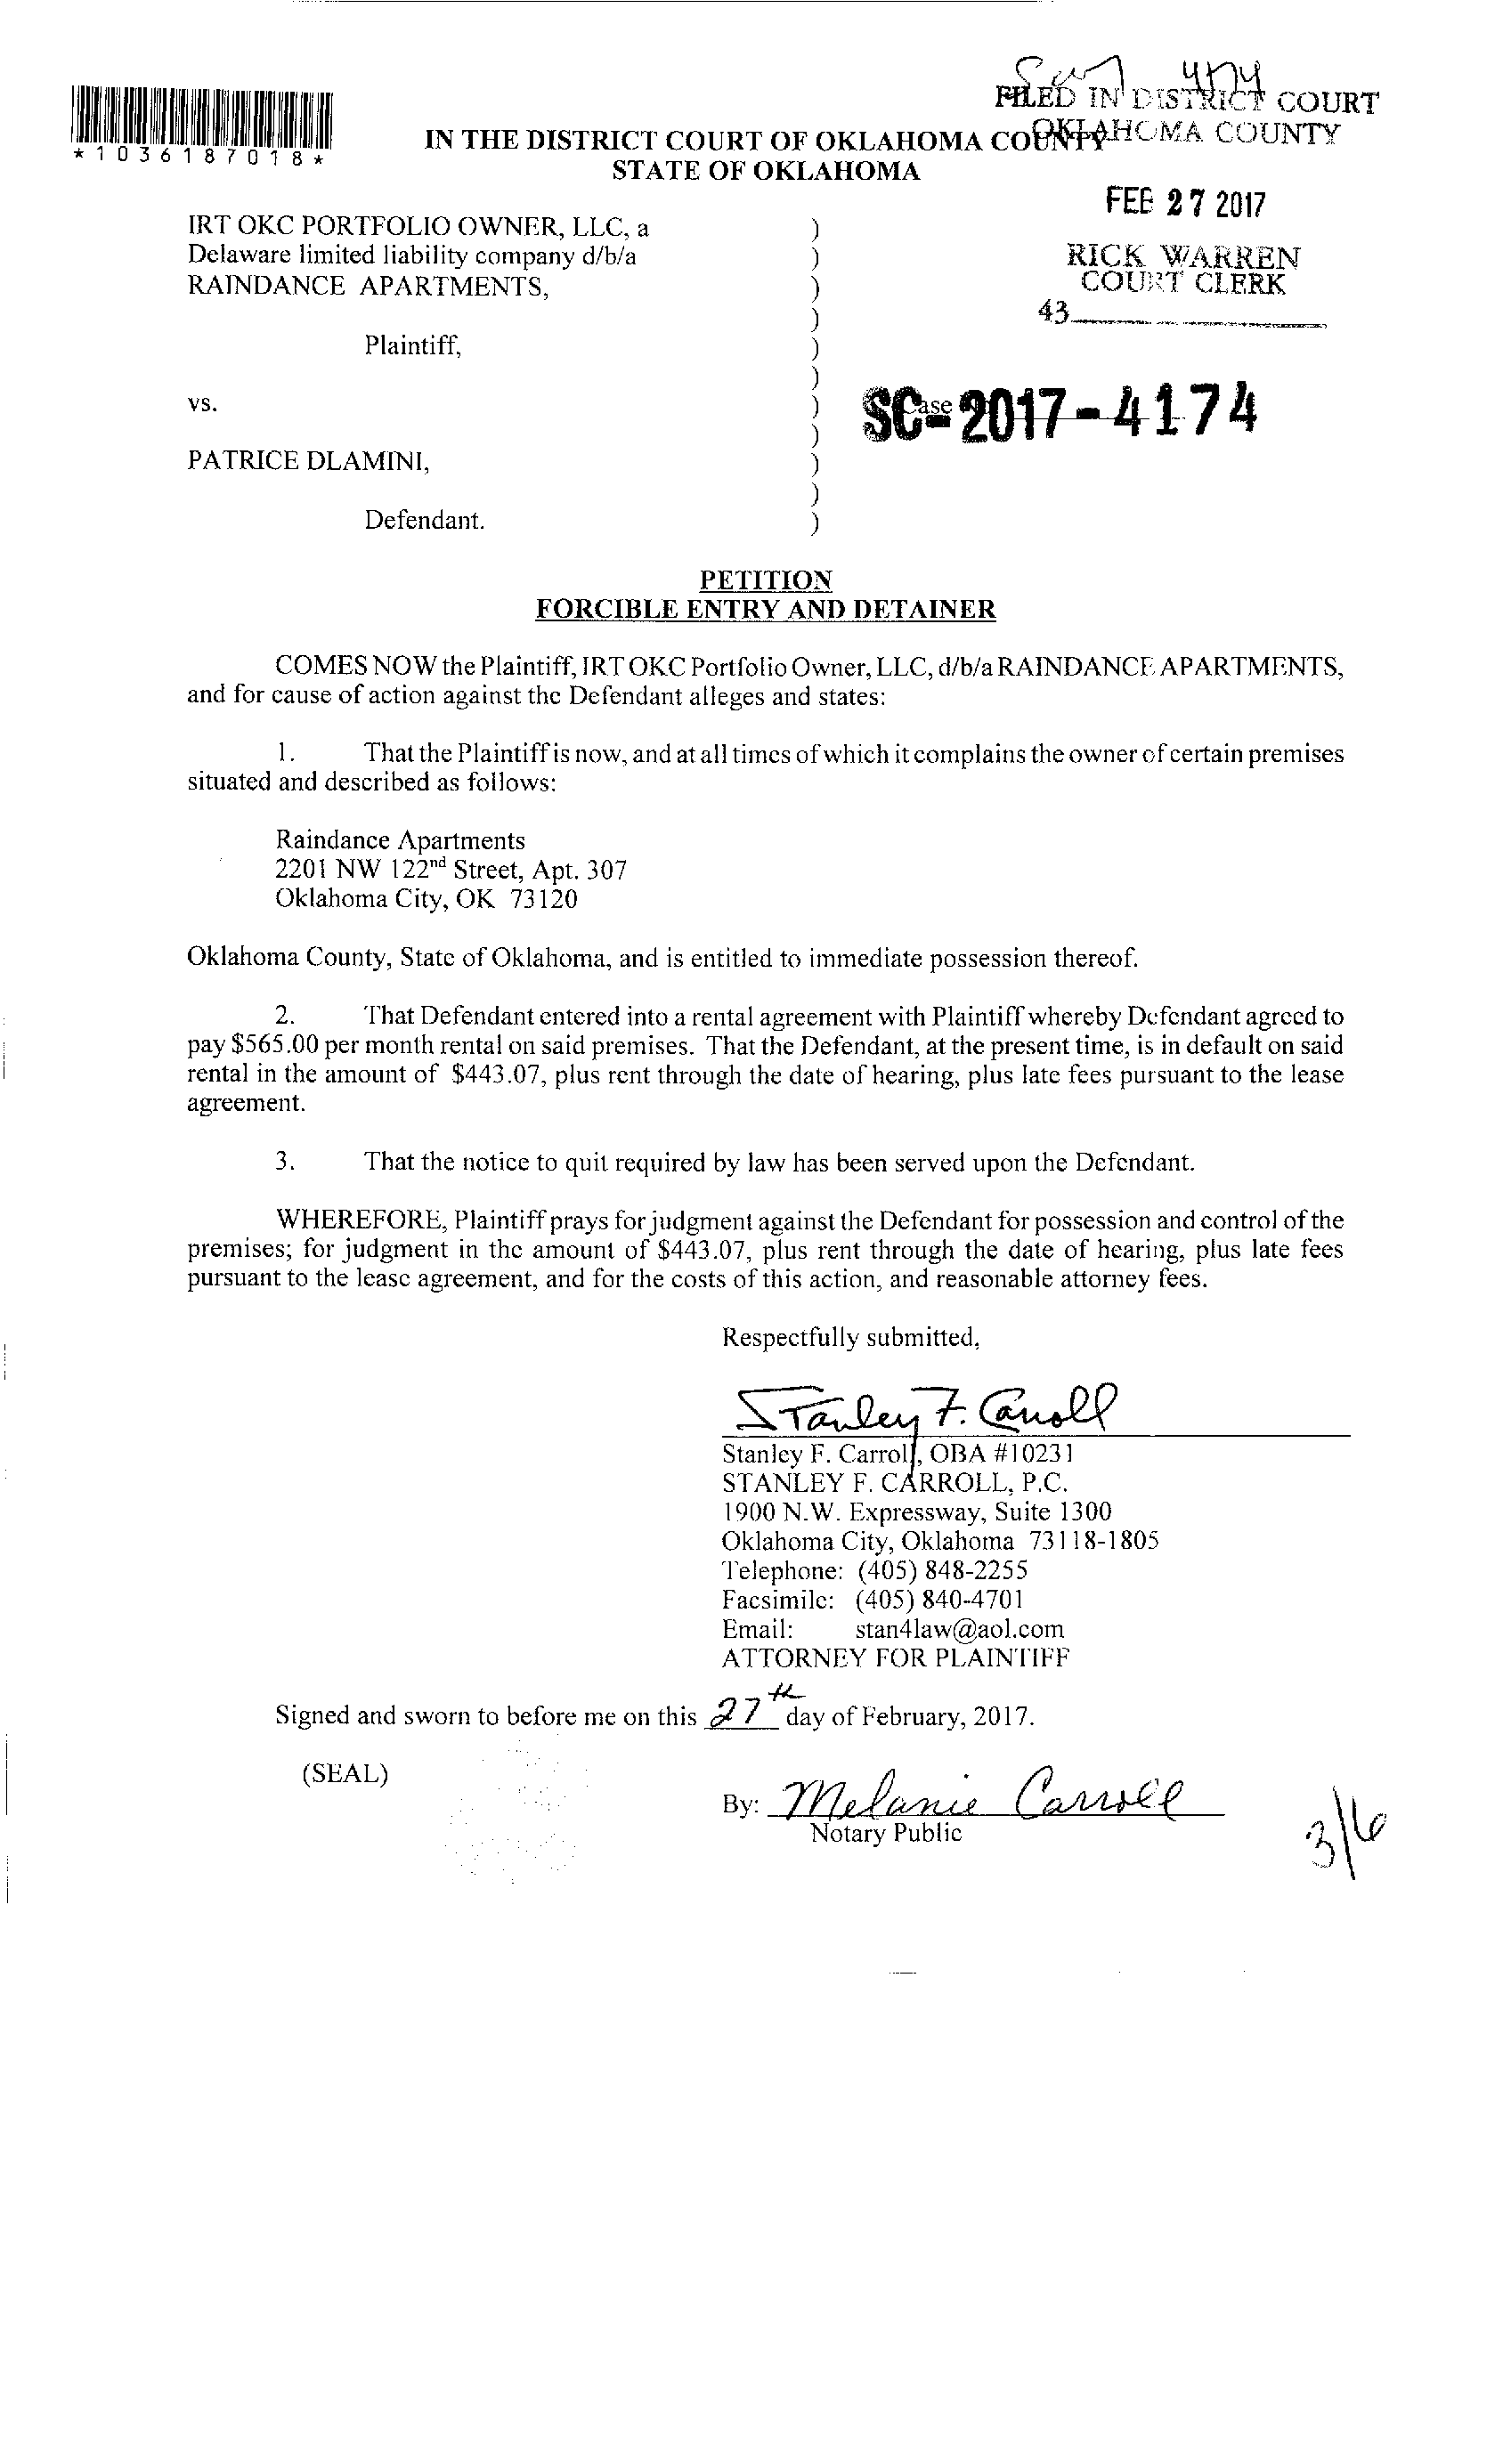 FILED IN DISTRICT COURT
OKLAHOMA COUNTY
*1036187018*
IN THE DISTRICT COURT OF OKLAHOMA COUNTY
STATE OF OKLAHOMA
FEB 27 2017
RICK WARREN
COURT CLERK
43
IRT OKC PORTFOLIO OWNER, LLC, a )
Delaware limited liability company d/b/a )
RAINDANCE APARTMENTS, )
)
Plaintiff, )
)
vs. )
Case
SC-2017-4174
)
PATRICE DLAMINI, )
)
Defendant. )
PETITION
FORCIBLE ENTRY AND DETAINER
COMES NOW the Plaintiff, IRT OKC Portfolio Owner, LLC, d/b/a RAINDANCE APARTMENTS,
and for cause of action against the Defendant alleges and states:
1. That the Plaintiff is now, and at all times of which it complains the owner of certain premises
situated and described as follows:
Raindance Apartments
2201 NW 122nd Street, Apt. 307
Oklahoma City, OK 73120
Oklahoma County, State of Oklahoma, and is entitled to immediate possession thereof.
2. That Defendant entered into a rental agreement with Plaintiff whereby Defendant agreed to
pay $565.00 per month rental on said premises. That the Defendant, at the present time, is in default on said
rental in the amount of $443.07, plus rent through the date of hearing, plus late fees pursuant to the lease
agreement.
3. That the notice to quit required by law has been served upon the Defendant.
WHEREFORE, Plaintiff prays for judgment against the Defendant for possession and control of the
premises; for judgment in the amount of $443.07, plus rent through the date of hearing, plus late fees
pursuant to the lease agreement, and for the costs of this action, and reasonable attorney fees.
Respectfully submitted,
Stanley F. Carroll
Stanley F. Carroll, OBA #10231
STANLEY F. CARROLL, P.C.
1900 N.W. Expressway, Suite 1300
Oklahoma City, Oklahoma 73118-1805
Telephone: (405) 848-2255
Facsimile: (405) 840-4701
Email: stan4law@aol.com
ATTORNEY FOR PLAINTIFF
Signed and sworn to before me on this 27th day of February, 2017.
(SEAL)
By: Melanie Carroll
Notary Public
3/16